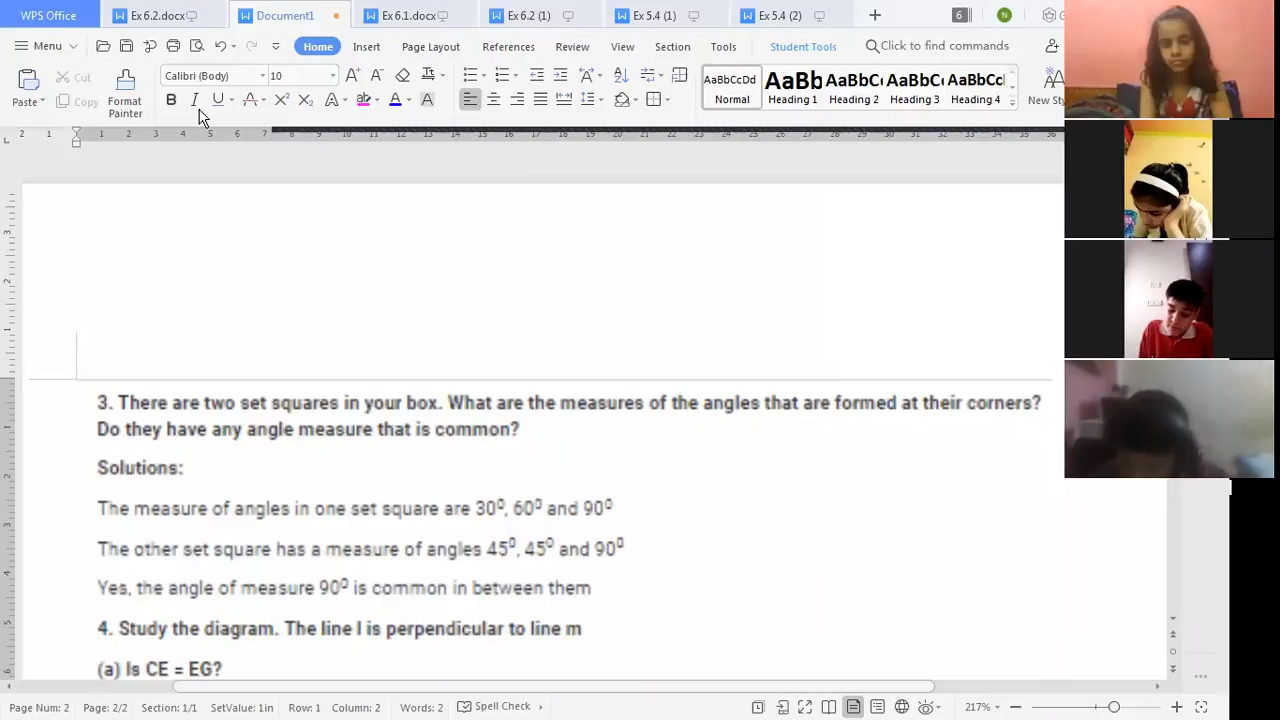 WPS Office Ex 6.2.docx Document1 Ex 6.1.docx Ex 6.2 (1) Ex 5.4 (1) Ex 5.4 (2) 6 N
Menu Home Insert Page Layout References Review View Section Tools Student Tools Click to find commands
Paste Cut Copy Format Painter Calibri (Body) 10
AaBbCcDd Normal AaBb Heading 1 AaBbC Heading 2 AaBbC Heading 3 AaBbCc Heading 4 New Sty
3. There are two set squares in your box. What are the measures of the angles that are formed at their corners?
Do they have any angle measure that is common?
Solutions:
The measure of angles in one set square are 30⁰, 60⁰ and 90⁰
The other set square has a measure of angles 45⁰, 45⁰ and 90⁰
Yes, the angle of measure 90⁰ is common in between them
4. Study the diagram. The line l is perpendicular to line m
(a) Is CE = EG?
Page Num: 2 Page: 2/2 Section: 1/1 SetValue: 1in Row: 1 Column: 2 Words: 2 Spell Check 217%